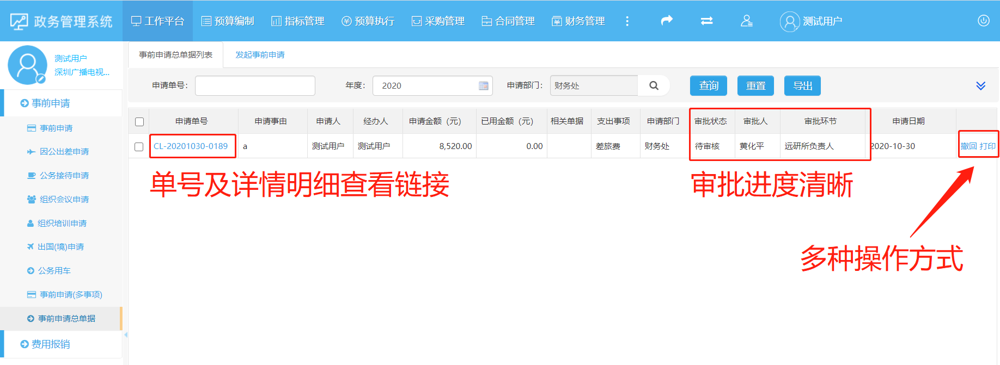 政务管理系统 工作平台 预算编制 指标管理 预算执行 采购管理 合同管理 财务管理 测试用户
测试用户
深圳广播电视...
事前申请总单据列表 发起事前申请
申请单号： 年度： 2020 申请部门： 财务处 查询 重置 导出
事前申请
事前申请
因公出差申请
公务接待申请
组织会议申请
组织培训申请
出国(境)申请
公务用车
事前申请(多事项)
事前申请总单据
费用报销
申请单号 申请事由 申请人 经办人 申请金额（元） 已用金额（元） 相关单据 支出事项 申请部门 审批状态 审批人 审批环节 申请日期
CL-20201030-0189 a 测试用户 测试用户 8,520.00 0.00 差旅费 财务处 待审核 黄化平 远研所负责人 2020-10-30 撤回 打印
单号及详情明细查看链接
审批进度清晰
多种操作方式